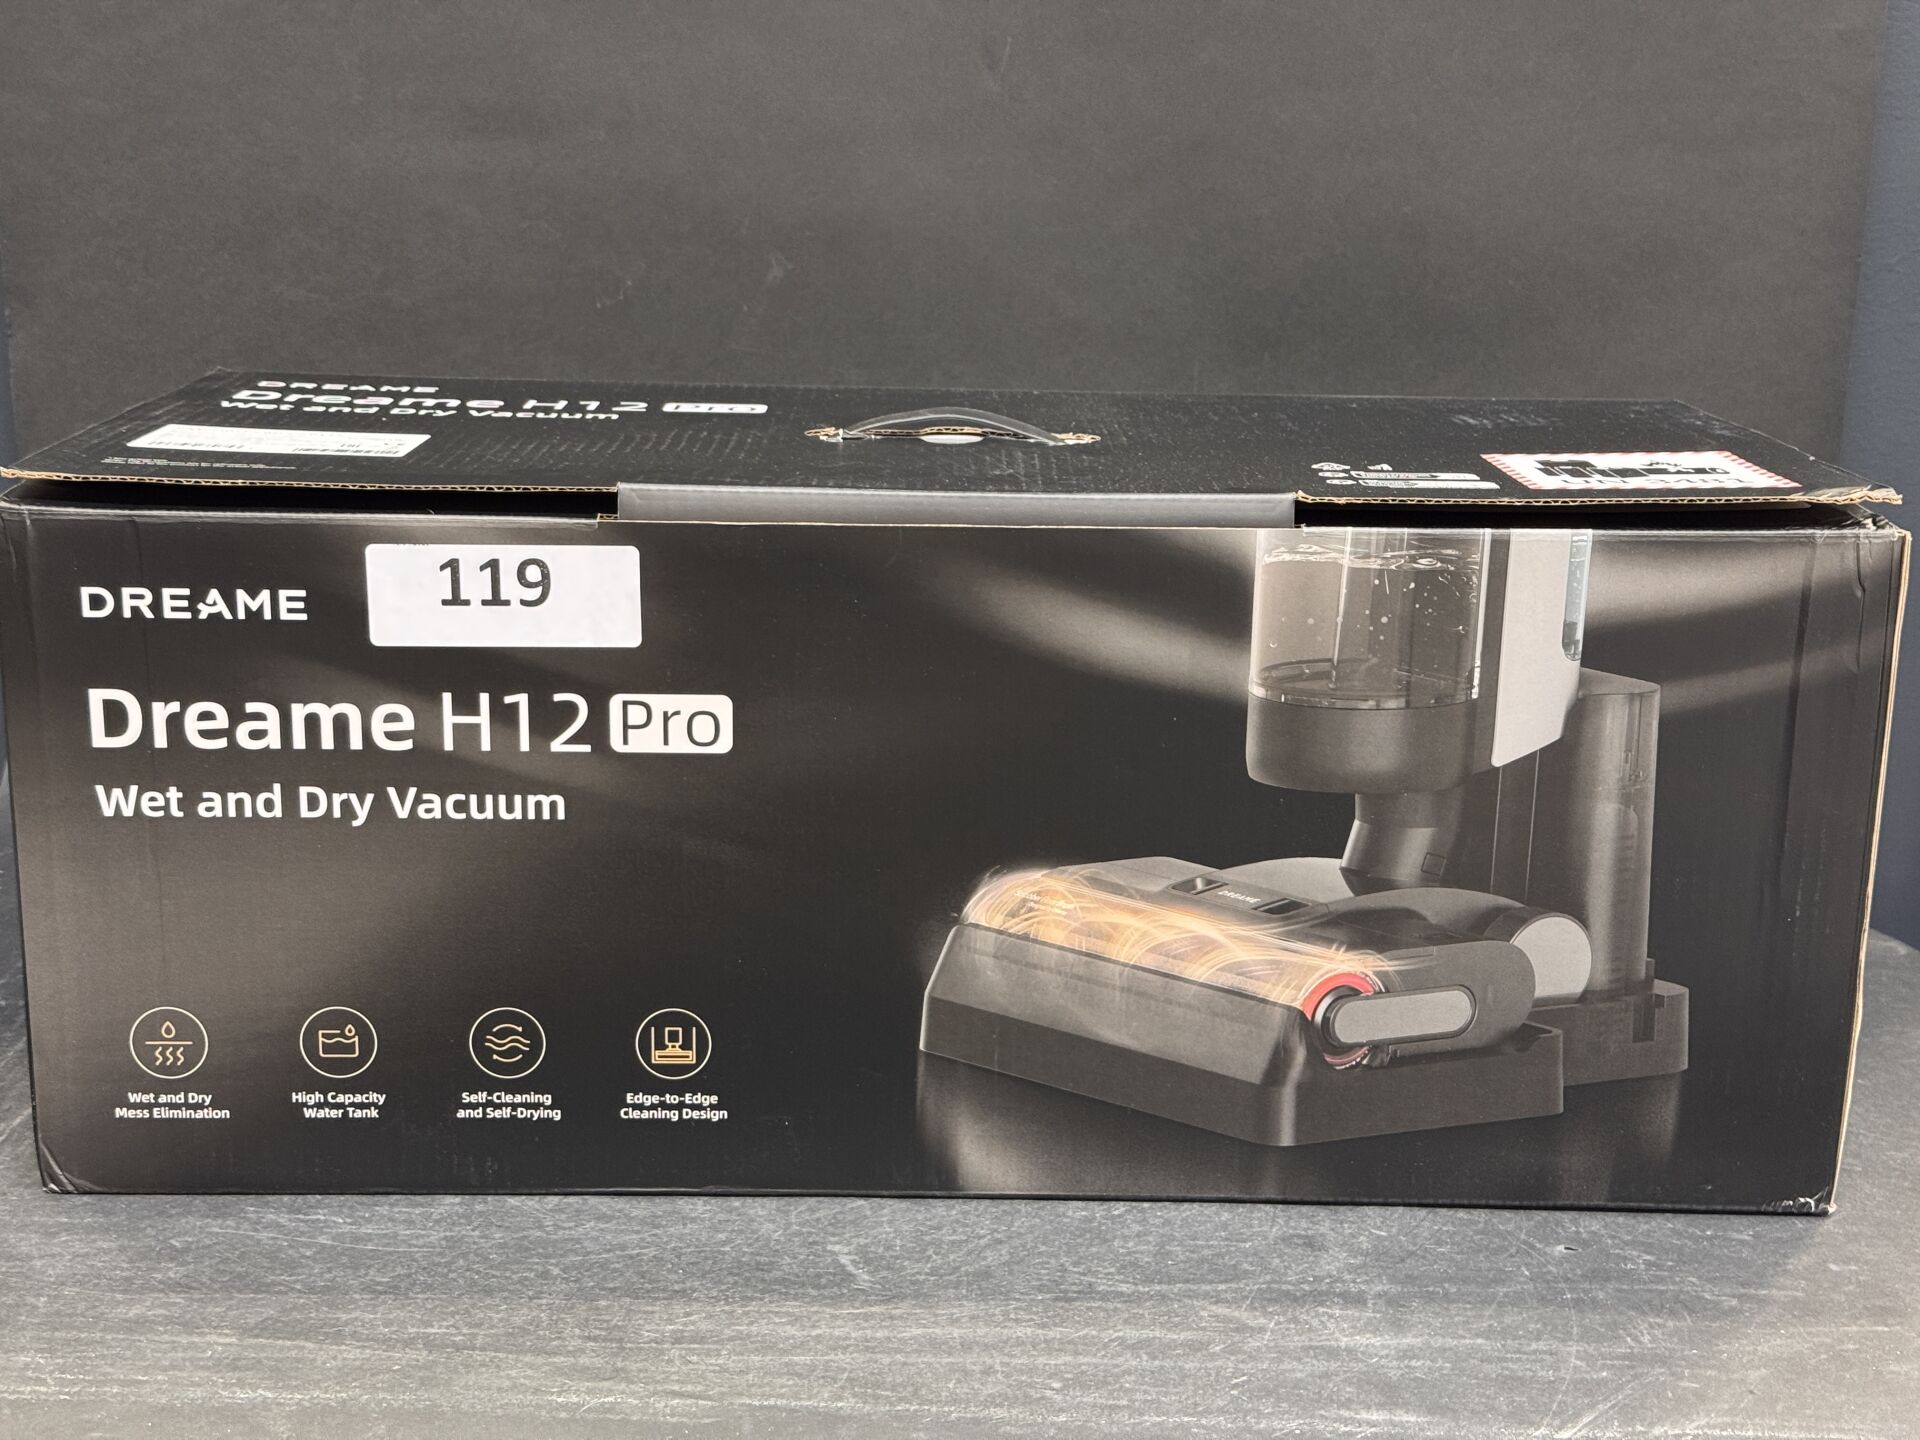 DREAME
Dreame H12 Pro
Wet and Dry Vacuum
119
DREAME
Dreame H12 Pro
Wet and Dry Vacuum
DREAME
Wet and Dry
Mess Elimination
High Capacity
Water Tank
Self-Cleaning
and Self-Drying
Edge-to-Edge
Cleaning Design